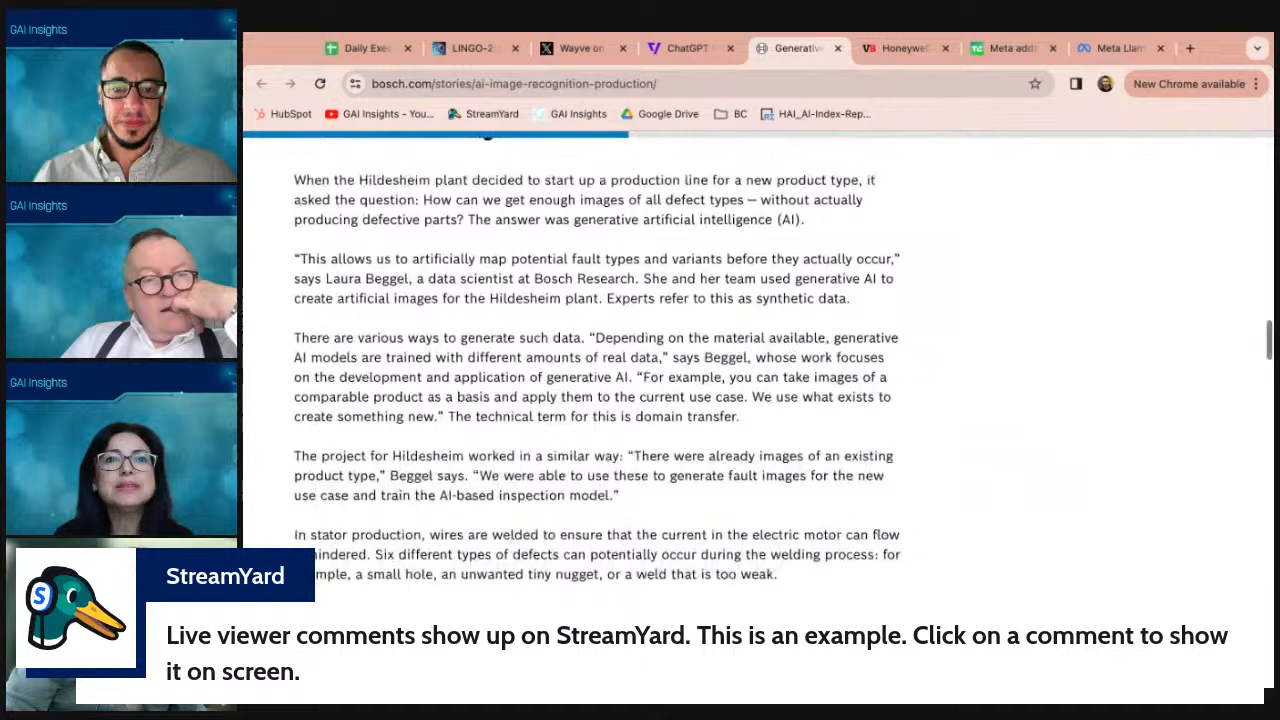 GAI Insights
GAI Insights
GAI Insights
Daily Exec
LINGO-2
Wayve on
ChatGPT
Generativ
Honeywel
Meta add
Meta Llam
bosch.com/stories/ai-image-recognition-production/
New Chrome available
HubSpot
GAI Insights - You...
StreamYard
GAI Insights
Google Drive
BC
HAI_AI-Index-Rep...
When the Hildesheim plant decided to start up a production line for a new product type, it
asked the question: How can we get enough images of all defect types — without actually
producing defective parts? The answer was generative artificial intelligence (AI).
“This allows us to artificially map potential fault types and variants before they actually occur,”
says Laura Beggel, a data scientist at Bosch Research. She and her team used generative AI to
create artificial images for the Hildesheim plant. Experts refer to this as synthetic data.
There are various ways to generate such data. “Depending on the material available, generative
AI models are trained with different amounts of real data,” says Beggel, whose work focuses
on the development and application of generative AI. “For example, you can take images of a
comparable product as a basis and apply them to the current use case. We use what exists to
create something new.” The technical term for this is domain transfer.
The project for Hildesheim worked in a similar way: “There were already images of an existing
product type,” Beggel says. “We were able to use these to generate fault images for the new
use case and train the AI-based inspection model.”
In stator production, wires are welded to ensure that the current in the electric motor can flow
hindered. Six different types of defects can potentially occur during the welding process: for
mple, a small hole, an unwanted tiny nugget, or a weld that is too weak.
S
StreamYard
Live viewer comments show up on StreamYard. This is an example. Click on a comment to show
it on screen.